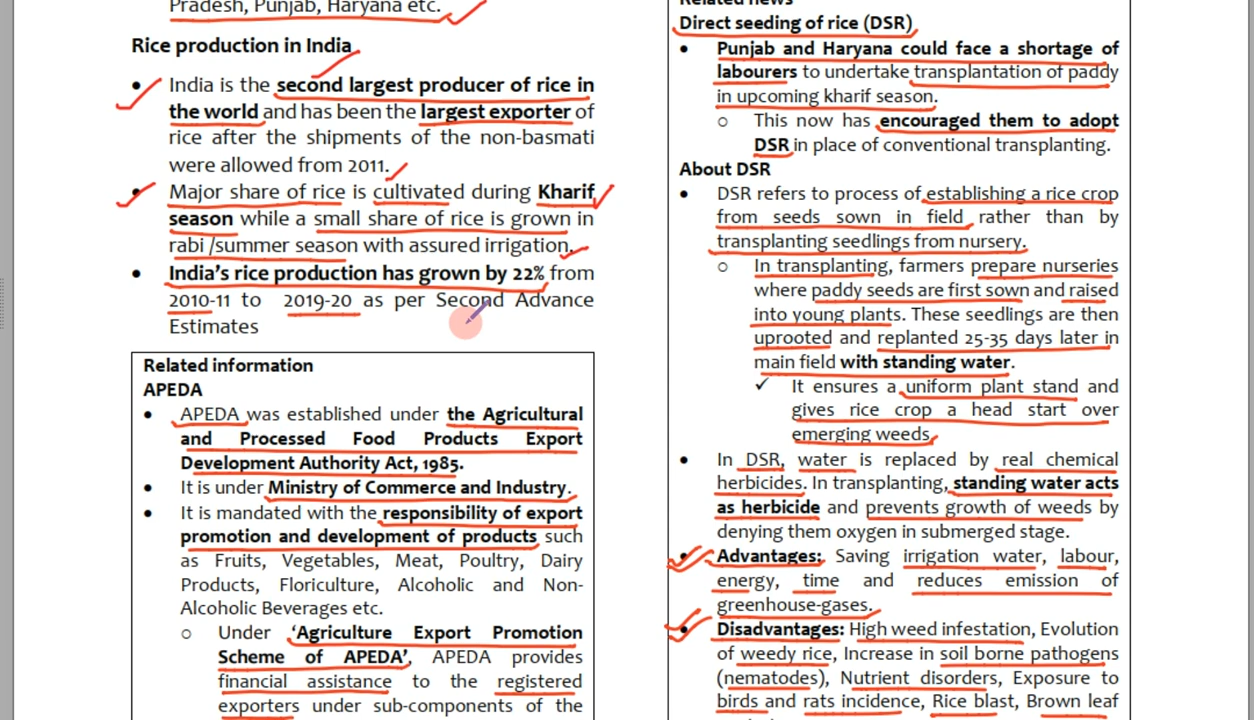 Pradesh, Punjab, Haryana etc.
Rice production in India
• India is the second largest producer of rice in
the world and has been the largest exporter of
rice after the shipments of the non-basmati
were allowed from 2011.
• Major share of rice is cultivated during Kharif
season while a small share of rice is grown in
rabi /summer season with assured irrigation.
• India's rice production has grown by 22% from
2010-11 to 2019-20 as per Second Advance
Estimates
Related information
APEDA
• APEDA was established under the Agricultural
and Processed Food Products Export
Development Authority Act, 1985.
• It is under Ministry of Commerce and Industry.
• It is mandated with the responsibility of export
promotion and development of products such
as Fruits, Vegetables, Meat, Poultry, Dairy
Products, Floriculture, Alcoholic and Non-
Alcoholic Beverages etc.
o Under 'Agriculture Export Promotion
Scheme of APEDA', APEDA provides
financial assistance to the registered
exporters under sub-components of the
Related news
Direct seeding of rice (DSR)
• Punjab and Haryana could face a shortage of
labourers to undertake transplantation of paddy
in upcoming kharif season.
o This now has encouraged them to adopt
DSR in place of conventional transplanting.
About DSR
• DSR refers to process of establishing a rice crop
from seeds sown in field rather than by
transplanting seedlings from nursery.
o In transplanting, farmers prepare nurseries
where paddy seeds are first sown and raised
into young plants. These seedlings are then
uprooted and replanted 25-35 days later in
main field with standing water.
✓ It ensures a uniform plant stand and
gives rice crop a head start over
emerging weeds.
• In DSR, water is replaced by real chemical
herbicides. In transplanting, standing water acts
as herbicide and prevents growth of weeds by
denying them oxygen in submerged stage.
• Advantages: Saving irrigation water, labour,
energy, time and reduces emission of
greenhouse-gases.
• Disadvantages: High weed infestation, Evolution
of weedy rice, Increase in soil borne pathogens
(nematodes), Nutrient disorders, Exposure to
birds and rats incidence, Rice blast, Brown leaf